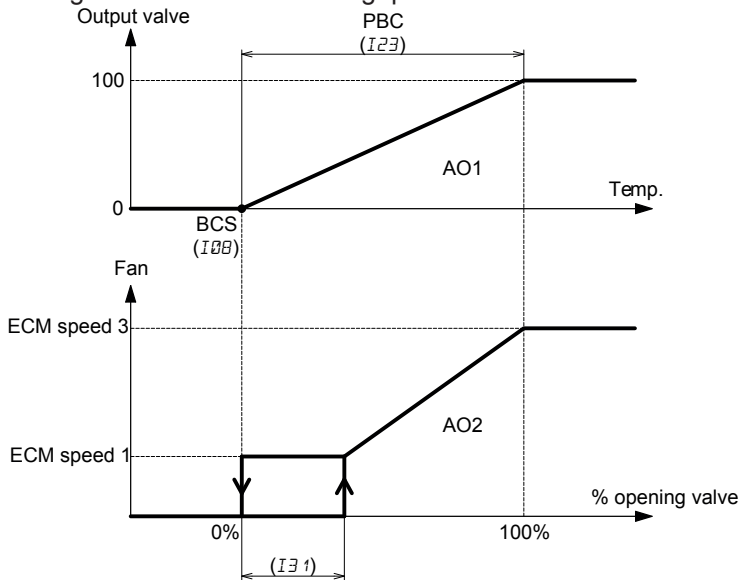 Output valve
PBC
(I23)
100
AO1
Temp.
0
BCS
(I08)
Fan
ECM speed 3
AO2
ECM speed 1
% opening valve
0%
100%
(I31)